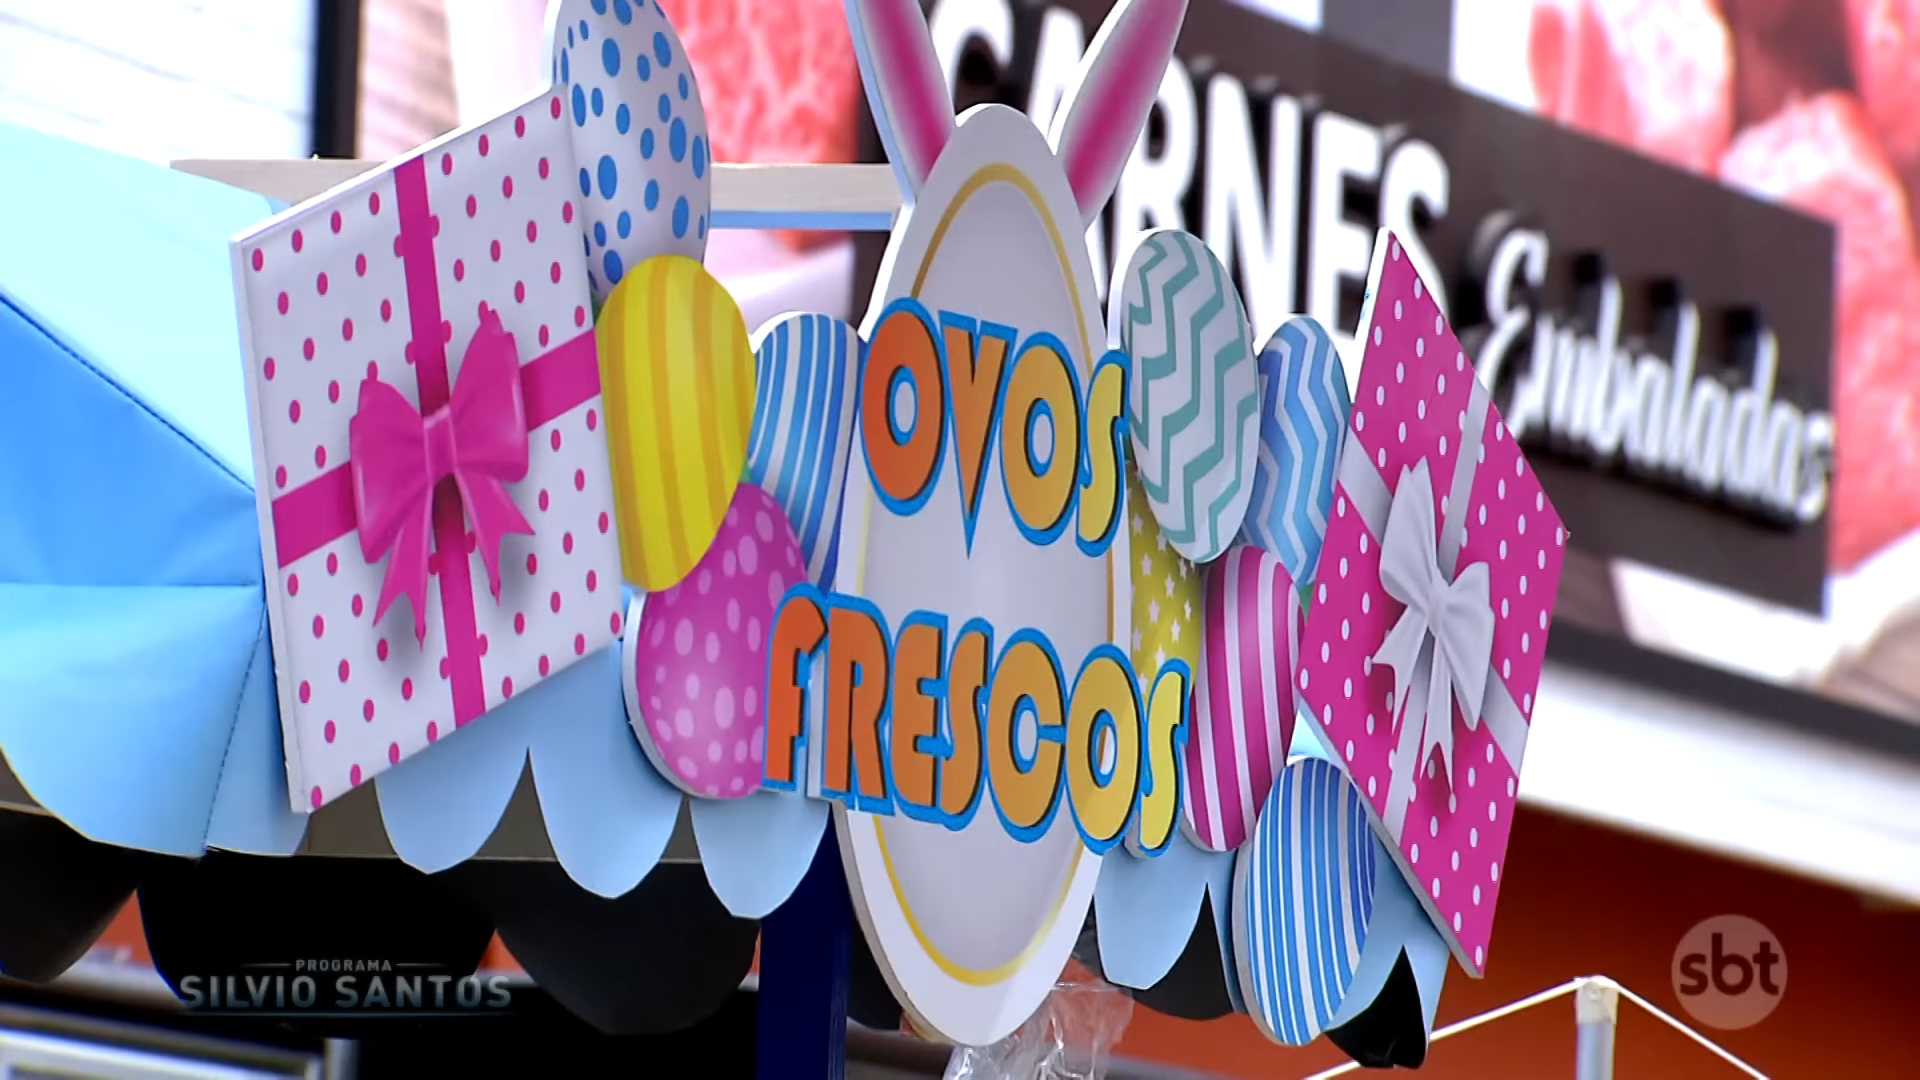 CARNES
Embaladas
OVOS
FRESCOS
PROGRAMA
SILVIO SANTOS
sbt